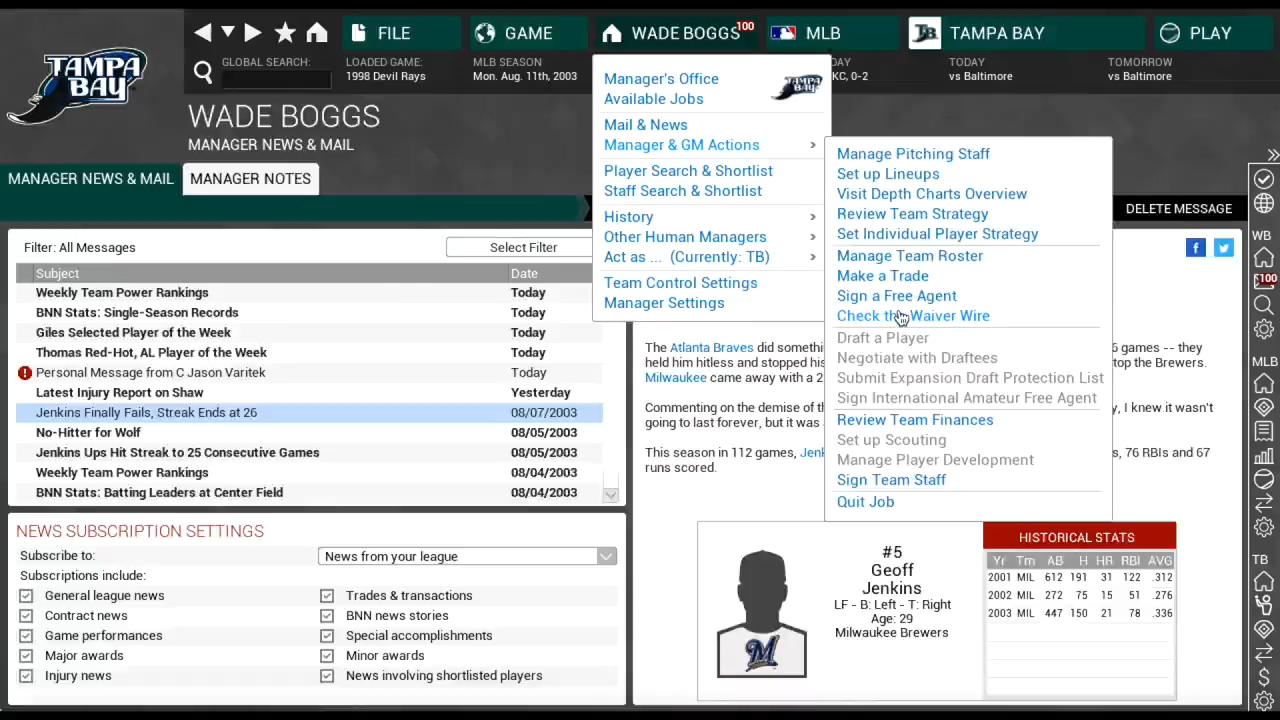 TAMPA BAY
FILE
GAME
WADE BOGGS
100
MLB
TB
TAMPA BAY
PLAY
GLOBAL SEARCH:
LOADED GAME:
1998 Devil Rays
MLB SEASON
Mon. Aug. 11th, 2003
DAY
KC, 0-2
TODAY
vs Baltimore
TOMORROW
vs Baltimore
WADE BOGGS
MANAGER NEWS & MAIL
MANAGER NEWS & MAIL
MANAGER NOTES
DELETE MESSAGE
Manager's Office
Available Jobs
Mail & News
Manager & GM Actions
Player Search & Shortlist
Staff Search & Shortlist
History
Other Human Managers
Act as ... (Currently: TB)
Team Control Settings
Manager Settings
Manage Pitching Staff
Set up Lineups
Visit Depth Charts Overview
Review Team Strategy
Set Individual Player Strategy
Manage Team Roster
Make a Trade
Sign a Free Agent
Check the Waiver Wire
Draft a Player
Negotiate with Draftees
Submit Expansion Draft Protection List
Sign International Amateur Free Agent
Review Team Finances
Set up Scouting
Manage Player Development
Sign Team Staff
Quit Job
Filter: All Messages
Select Filter
Subject Date
Weekly Team Power Rankings Today
BNN Stats: Single-Season Records Today
Giles Selected Player of the Week Today
Thomas Red-Hot, AL Player of the Week Today
Personal Message from C Jason Varitek Today
Latest Injury Report on Shaw Yesterday
Jenkins Finally Fails, Streak Ends at 26 08/07/2003
No-Hitter for Wolf 08/05/2003
Jenkins Ups Hit Streak to 25 Consecutive Games 08/05/2003
Weekly Team Power Rankings 08/04/2003
BNN Stats: Batting Leaders at Center Field 08/04/2003
The Atlanta Braves did somethi 6 games -- they
held him hitless and stopped his top the Brewers.
Milwaukee came away with a 2
Commenting on the demise of th y, I knew it wasn't
going to last forever, but it was
This season in 112 games, Jenk s, 76 RBIs and 67
runs scored.
NEWS SUBSCRIPTION SETTINGS
Subscribe to: News from your league
Subscriptions include:
General league news Trades & transactions
Contract news BNN news stories
Game performances Special accomplishments
Major awards Minor awards
Injury news News involving shortlisted players
#5
Geoff
Jenkins
LF - B: Left - T: Right
Age: 29
Milwaukee Brewers
HISTORICAL STATS
Yr Tm AB H HR RBI AVG
2001 MIL 612 191 31 122 .312
2002 MIL 272 75 15 51 .276
2003 MIL 447 150 21 78 .336
WB
100
MLB
TB